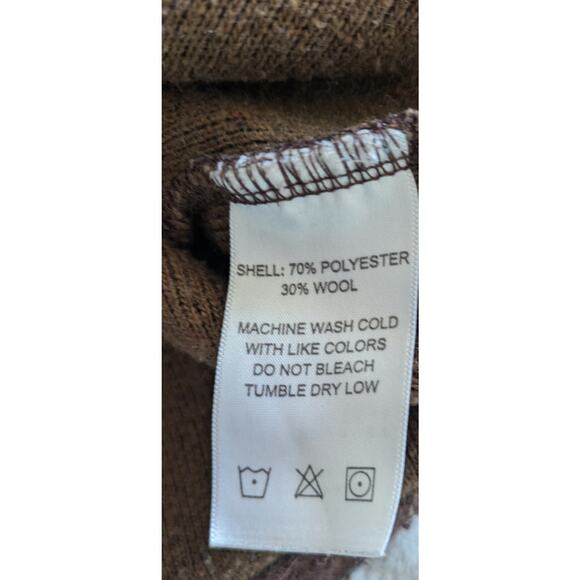 SHELL: 70% POLYESTER
30% WOOL
MACHINE WASH COLD
WITH LIKE COLORS
DO NOT BLEACH
TUMBLE DRY LOW